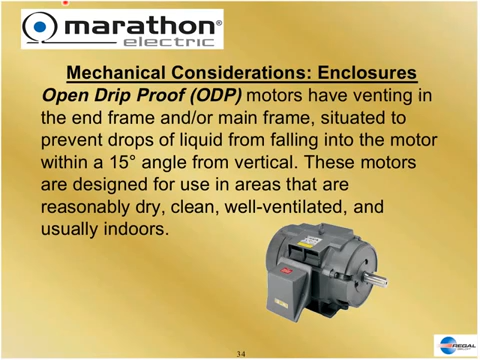 marathon®
electric
Mechanical Considerations: Enclosures
Open Drip Proof (ODP) motors have venting in
the end frame and/or main frame, situated to
prevent drops of liquid from falling into the motor
within a 15° angle from vertical. These motors
are designed for use in areas that are
reasonably dry, clean, well-ventilated, and
usually indoors.
34
REGAL